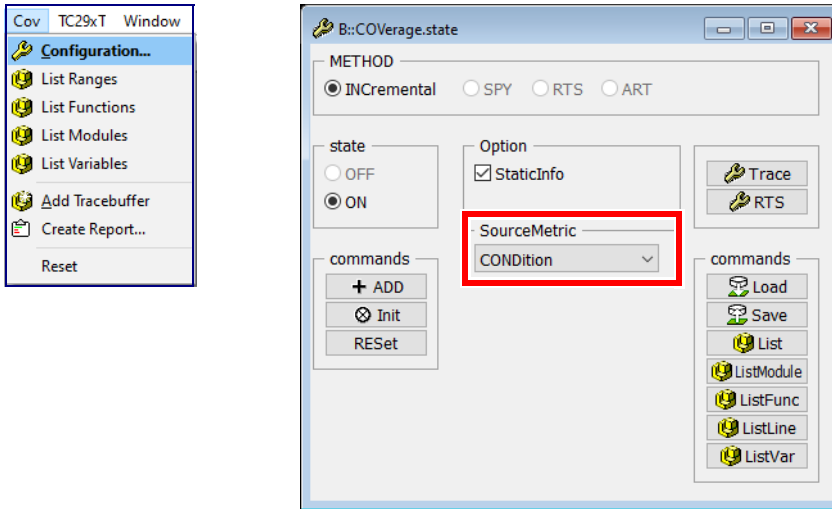 Cov TC29xT Window
Configuration...
List Ranges
List Functions
List Modules
List Variables
Add Tracebuffer
Create Report...
Reset
B::COVerage.state
METHOD
INCremental SPY RTS ART
state
OFF
ON
Option
StaticInfo
Trace
RTS
SourceMetric
CONDition
commands
+ ADD
Init
RESet
commands
Load
Save
List
ListModule
ListFunc
ListLine
ListVar